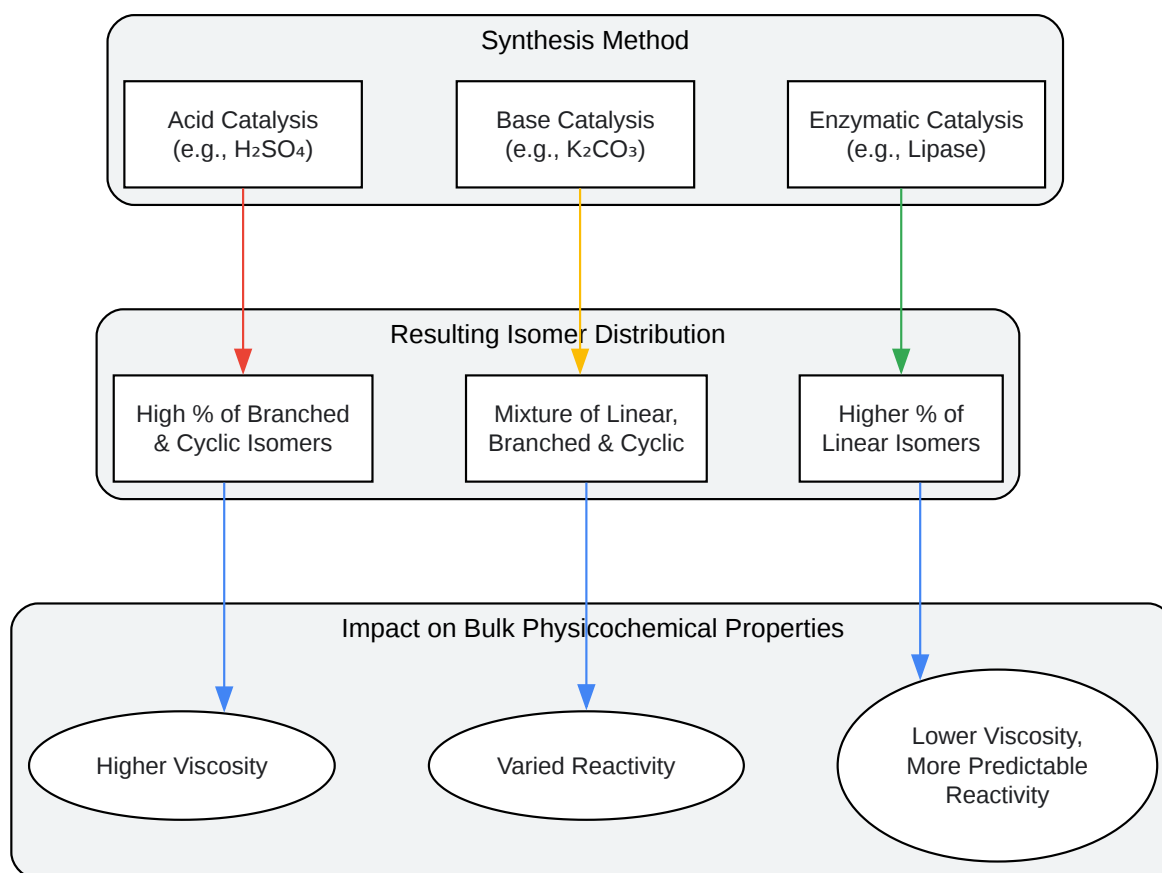 Synthesis Method
Acid Catalysis
(e.g., H₂SO₄)
Base Catalysis
(e.g., K₂CO₃)
Enzymatic Catalysis
(e.g., Lipase)
Resulting Isomer Distribution
High % of Branched
& Cyclic Isomers
Mixture of Linear,
Branched & Cyclic
Higher % of
Linear Isomers
Impact on Bulk Physicochemical Properties
Higher Viscosity
Varied Reactivity
Lower Viscosity,
More Predictable
Reactivity